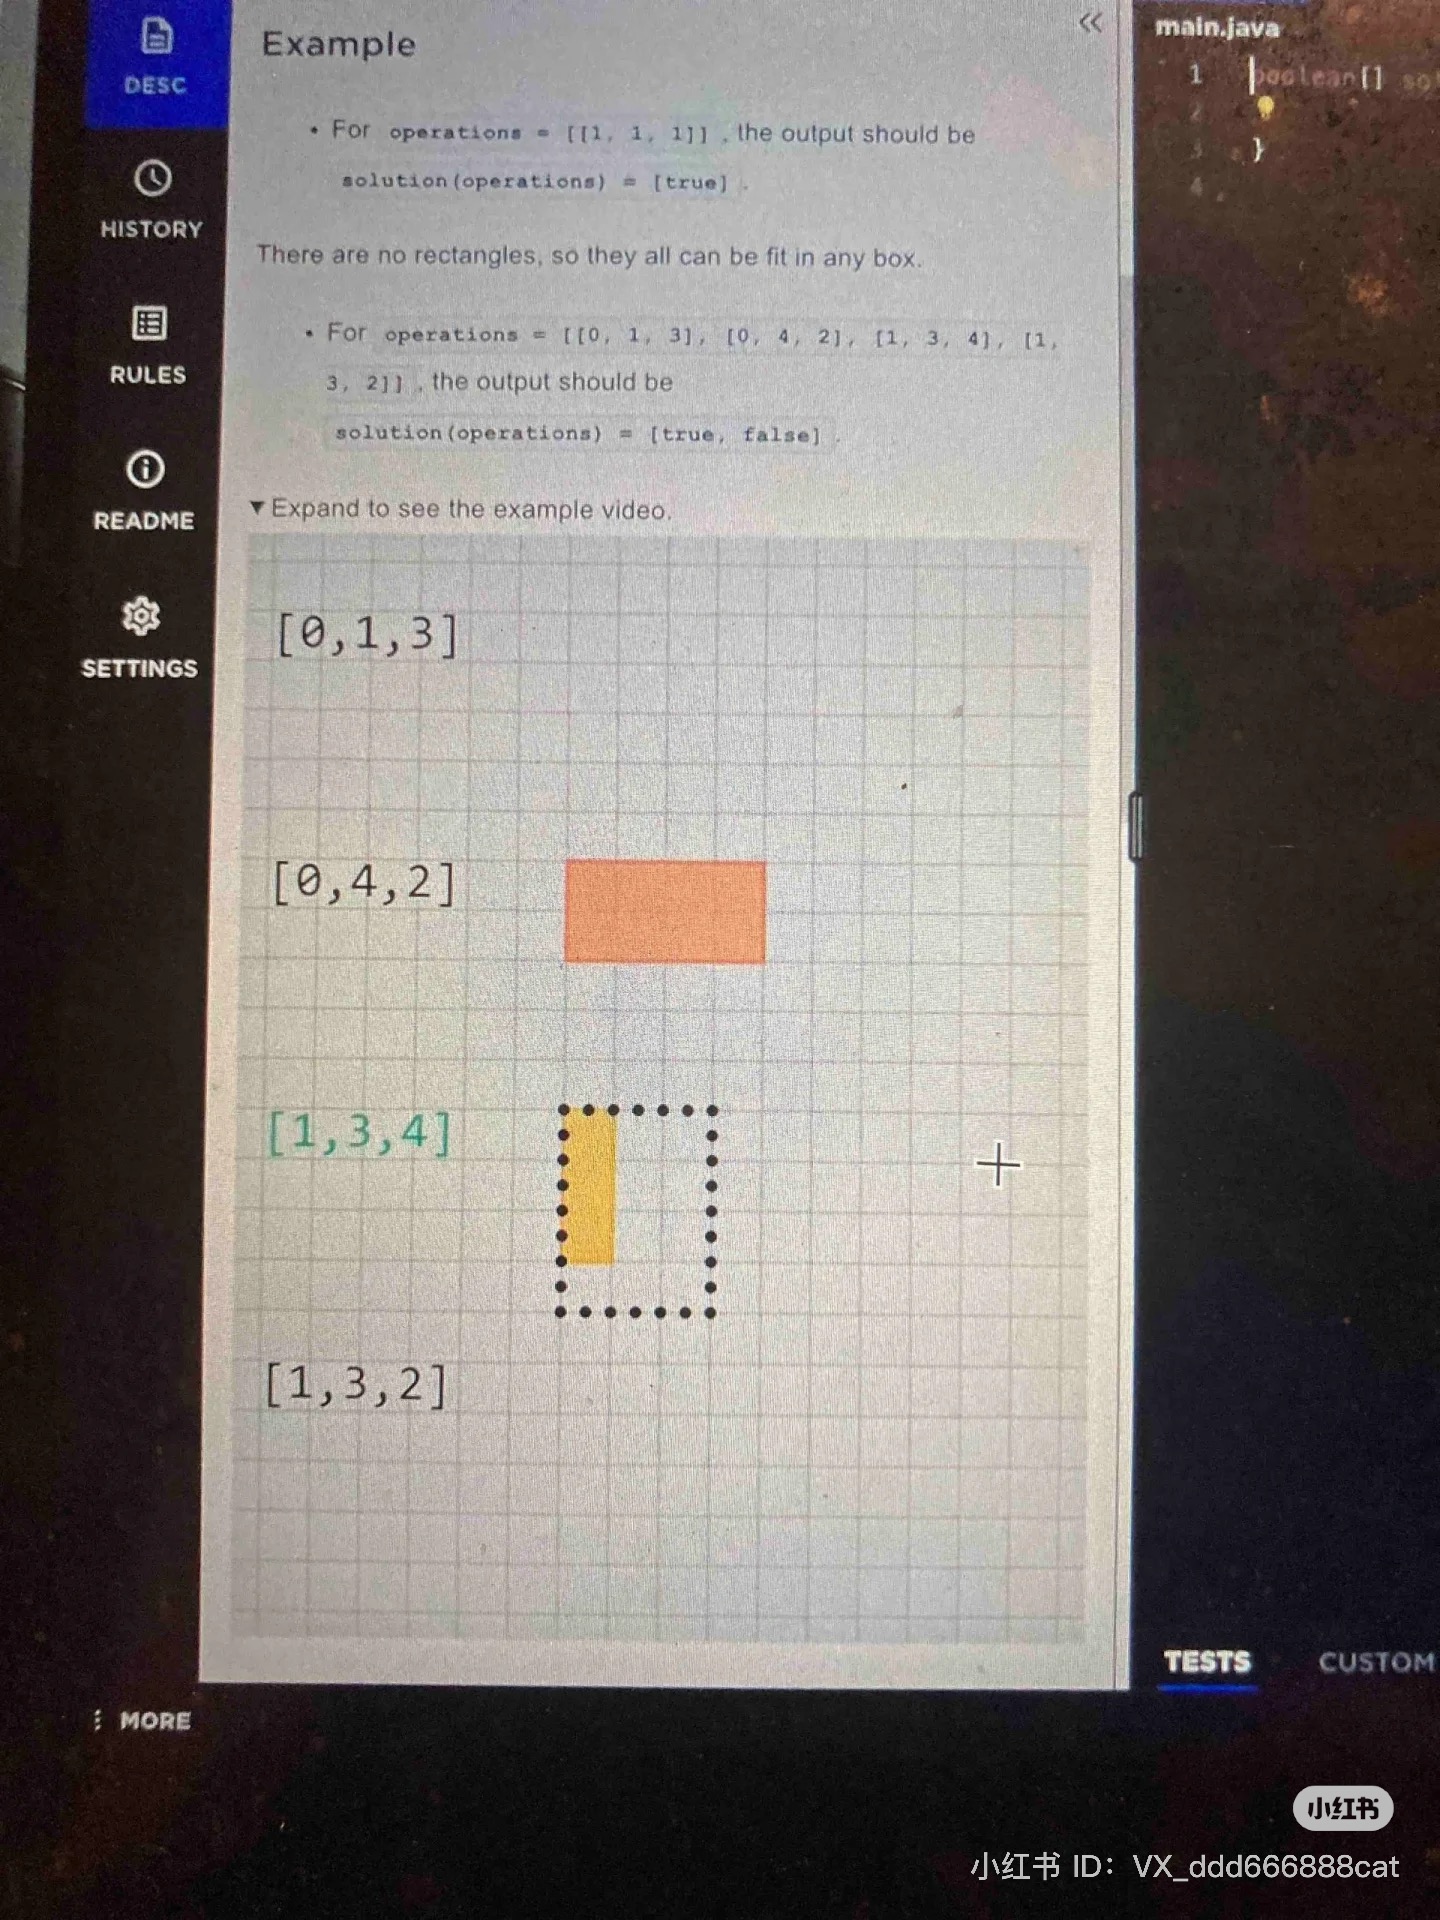 DESC
HISTORY
RULES
README
SETTINGS
MORE
Example
• For operations = [[1, 1, 1]] , the output should be
solution(operations) = [true] .
There are no rectangles, so they all can be fit in any box.
• For operations = [[0, 1, 3], [0, 4, 2], [1, 3, 4], [1,
3, 2]] , the output should be
solution(operations) = [true, false] .
▼ Expand to see the example video.
[0,1,3]
[0,4,2]
[1,3,4]
[1,3,2]
main.java
1 boolean[]
2
3 }
4
TESTS CUSTOM
小红书
小红书 ID：VX_ddd666888cat